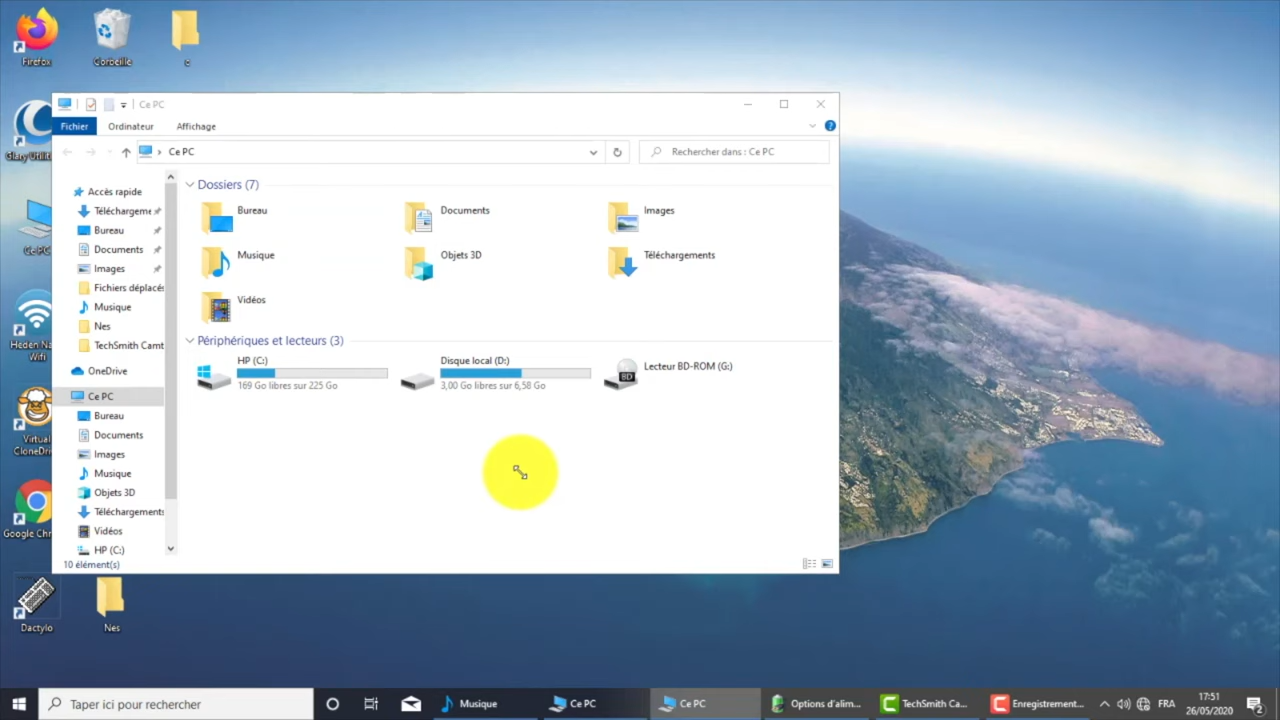 Firefox
Corbeille
o
Ce PC
Fichier
Ordinateur
Affichage
Ce PC
Rechercher dans : Ce PC
Glary Utilit
Accès rapide
Téléchargeme
Bureau
Documents
Images
Fichiers déplacés
Musique
Nes
TechSmith Camt
OneDrive
Ce PC
Bureau
Documents
Images
Musique
Objets 3D
Téléchargements
Vidéos
HP (C:)
Dossiers (7)
Bureau
Documents
Images
Musique
Objets 3D
Téléchargements
Vidéos
Périphériques et lecteurs (3)
HP (C:)
169 Go libres sur 225 Go
Disque local (D:)
3,00 Go libres sur 6,58 Go
Lecteur BD-ROM (G:)
BD
10 élément(s)
Ce PC
Heden Na
Wifi
Virtual
CloneDriv
Google Chr
Dactylo
Nes
Taper ici pour rechercher
Musique
Ce PC
Ce PC
Options d'alim...
TechSmith Ca...
Enregistrement...
FRA
17:51
26/05/2020
2